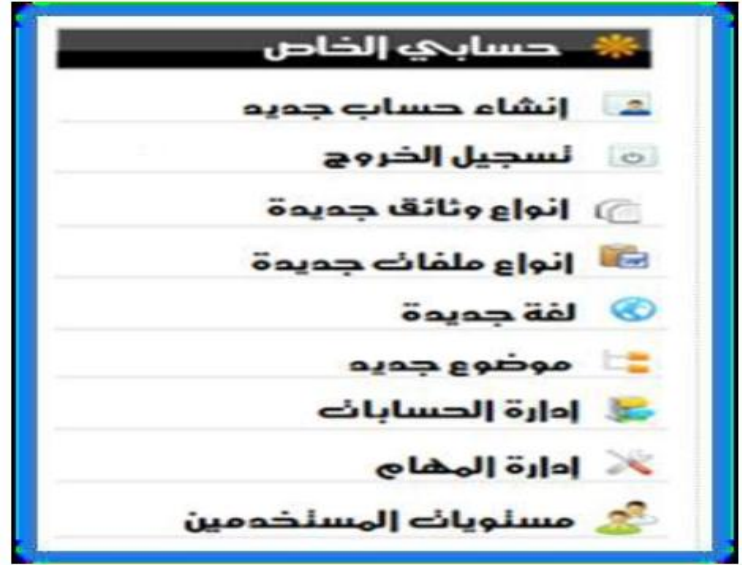 حسابي الخاص
إنشاء حساب جديد
تسجيل الخروج
انواع وثائق جديدة
انواع ملفات جديدة
لغة جديدة
موضوع جديد
إدارة الحسابات
إدارة المهام
مستويات المستخدمين